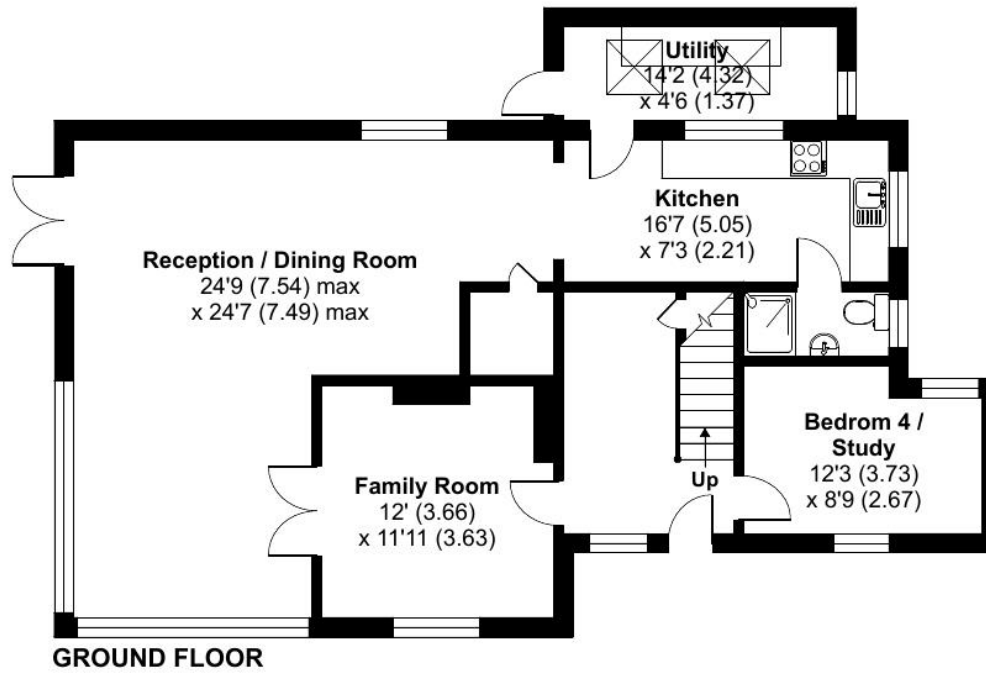 Utility
14'2 (4.32)
x 4'6 (1.37)
Kitchen
16'7 (5.05)
x 7'3 (2.21)
Reception / Dining Room
24'9 (7.54) max
x 24'7 (7.49) max
Bedrom 4 /
Study
12'3 (3.73)
x 8'9 (2.67)
Up
Family Room
12' (3.66)
x 11'11 (3.63)
GROUND FLOOR